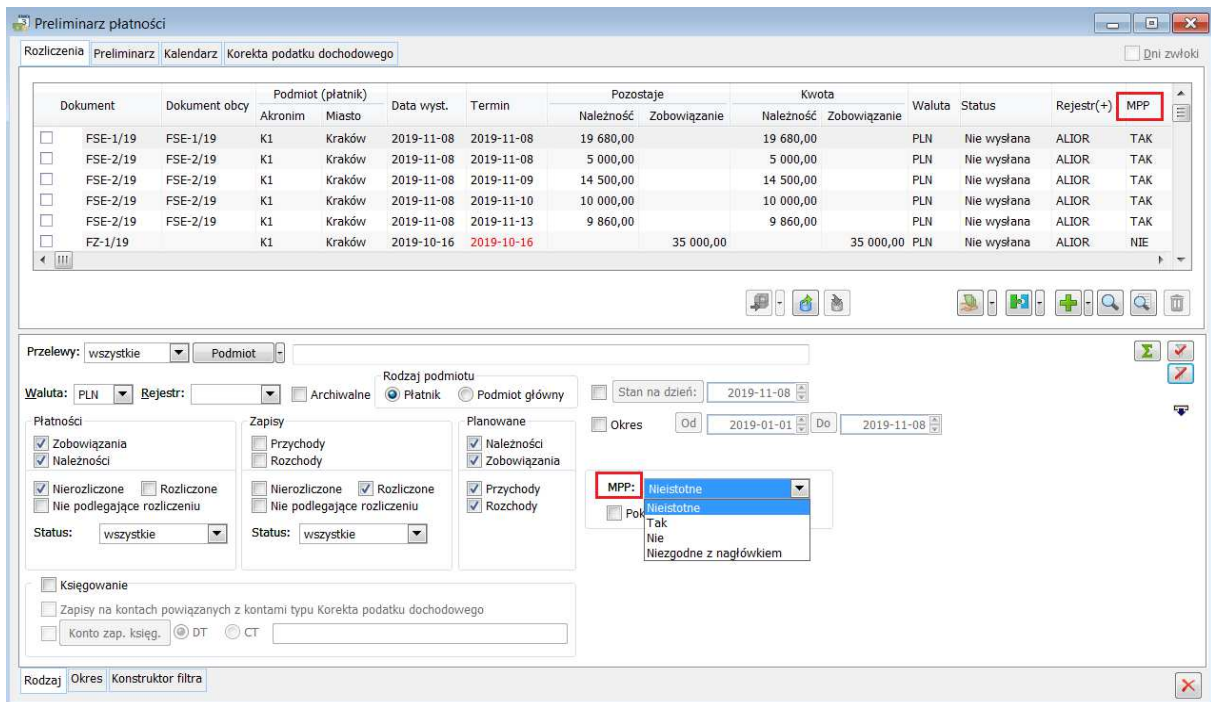 Preliminarz płatności
Rozliczenia Preliminarz Kalendarz Korekta podatku dochodowego Dni zwłoki
Dokument Dokument obcy Podmiot (płatnik) Data wyst. Termin Pozostaje Kwota Waluta Status Rejestr(+) MPP
Akronim Miasto Należność Zobowiązanie Należność Zobowiązanie
FSE-1/19 FSE-1/19 K1 Kraków 2019-11-08 2019-11-08 19 680,00 19 680,00 PLN Nie wysłana ALIOR TAK
FSE-2/19 FSE-2/19 K1 Kraków 2019-11-08 2019-11-08 5 000,00 5 000,00 PLN Nie wysłana ALIOR TAK
FSE-2/19 FSE-2/19 K1 Kraków 2019-11-08 2019-11-09 14 500,00 14 500,00 PLN Nie wysłana ALIOR TAK
FSE-2/19 FSE-2/19 K1 Kraków 2019-11-08 2019-11-10 10 000,00 10 000,00 PLN Nie wysłana ALIOR TAK
FSE-2/19 FSE-2/19 K1 Kraków 2019-11-08 2019-11-13 9 860,00 9 860,00 PLN Nie wysłana ALIOR TAK
FZ-1/19 K1 Kraków 2019-10-16 2019-10-16 35 000,00 35 000,00 PLN Nie wysłana ALIOR NIE
Przelewy: wszystkie Podmiot
Waluta: PLN Rejestr: Archiwalne Rodzaj podmiotu Płatnik Podmiot główny Stan na dzień: 2019-11-08
Płatności Zapisy Planowane Okres Od 2019-01-01 Do 2019-11-08
Zobowiązania Przychody Należności
Należności Rozchody Zobowiązania
Nierozliczone Rozliczone Nierozliczone Rozliczone Przychody MPP: Nieistotne
Nie podlegające rozliczeniu Nie podlegające rozliczeniu Rozchody Pok Nieistotne
Tak
Status: wszystkie Status: wszystkie Nie
Niezgodne z nagłówkiem
Księgowanie
Zapisy na kontach powiązanych z kontami typu Korekta podatku dochodowego
Konto zap. księg. DT CT
Rodzaj Okres Konstruktor filtra